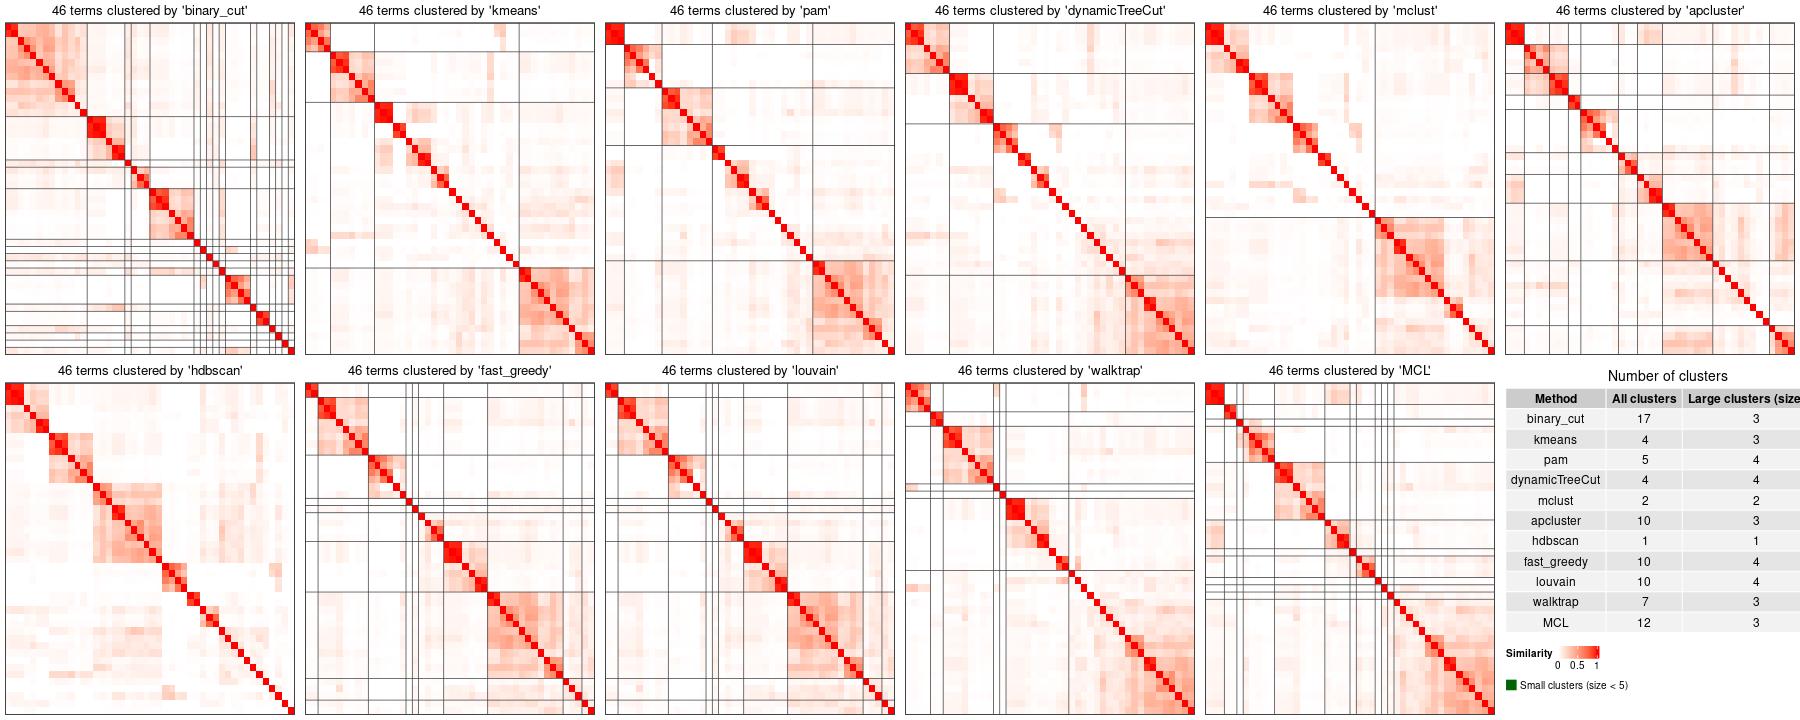 46 terms clustered by 'binary_cut'
46 terms clustered by 'kmeans'
46 terms clustered by 'pam'
46 terms clustered by 'dynamicTreeCut'
46 terms clustered by 'mclust'
46 terms clustered by 'apcluster'
46 terms clustered by 'hdbscan'
46 terms clustered by 'fast_greedy'
46 terms clustered by 'louvain'
46 terms clustered by 'walktrap'
46 terms clustered by 'MCL'
Number of clusters
Method All clusters Large clusters (size
binary_cut 17 3
kmeans 4 3
pam 5 4
dynamicTreeCut 4 4
mclust 2 2
apcluster 10 3
hdbscan 1 1
fast_greedy 10 4
louvain 10 4
walktrap 7 3
MCL 12 3
Similarity
0 0.5 1
Small clusters (size < 5)